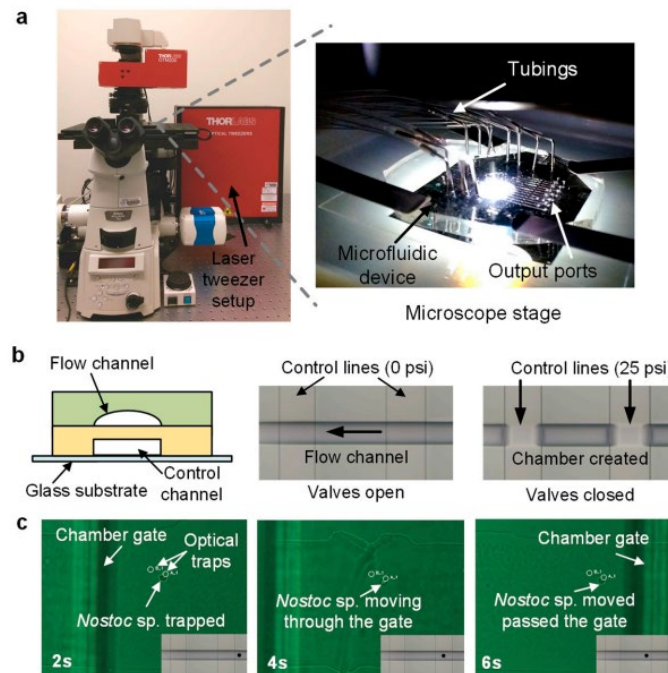 a
THORLABS
THORLABS
OPTICAL TWEEZERS
Laser
tweezer
setup
Tubings
Microfluidic
device
Output ports
Microscope stage
b
Flow channel
Glass substrate
Control
channel
Control lines (0 psi)
Flow channel
Valves open
Control lines (25 psi
Chamber created
Valves closed
c
Chamber gate
Optical
traps
Nostoc sp. trapped
2s
Nostoc sp. moving
through the gate
4s
Chamber gate
Nostoc sp. moved
passed the gate
6s